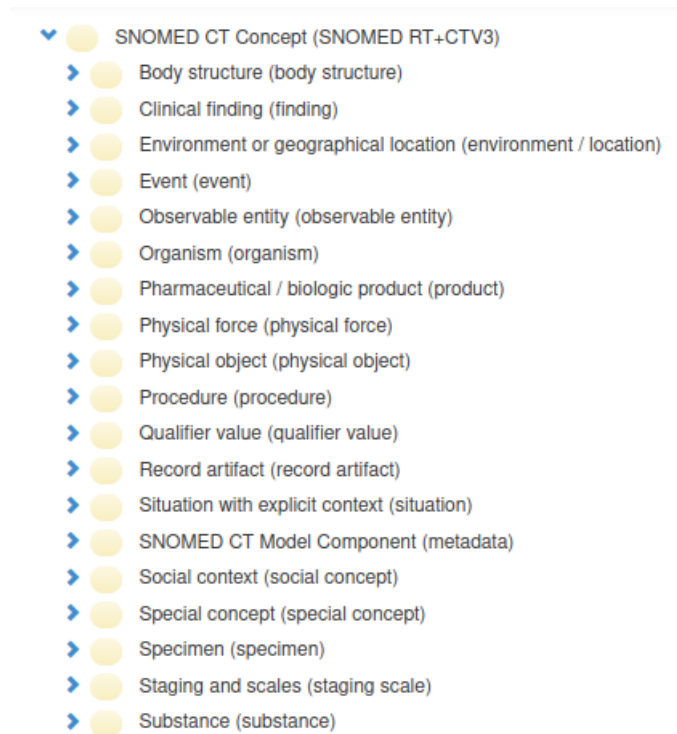 SNOMED CT Concept (SNOMED RT+CTV3)
Body structure (body structure)
Clinical finding (finding)
Environment or geographical location (environment / location)
Event (event)
Observable entity (observable entity)
Organism (organism)
Pharmaceutical / biologic product (product)
Physical force (physical force)
Physical object (physical object)
Procedure (procedure)
Qualifier value (qualifier value)
Record artifact (record artifact)
Situation with explicit context (situation)
SNOMED CT Model Component (metadata)
Social context (social concept)
Special concept (special concept)
Specimen (specimen)
Staging and scales (staging scale)
Substance (substance)